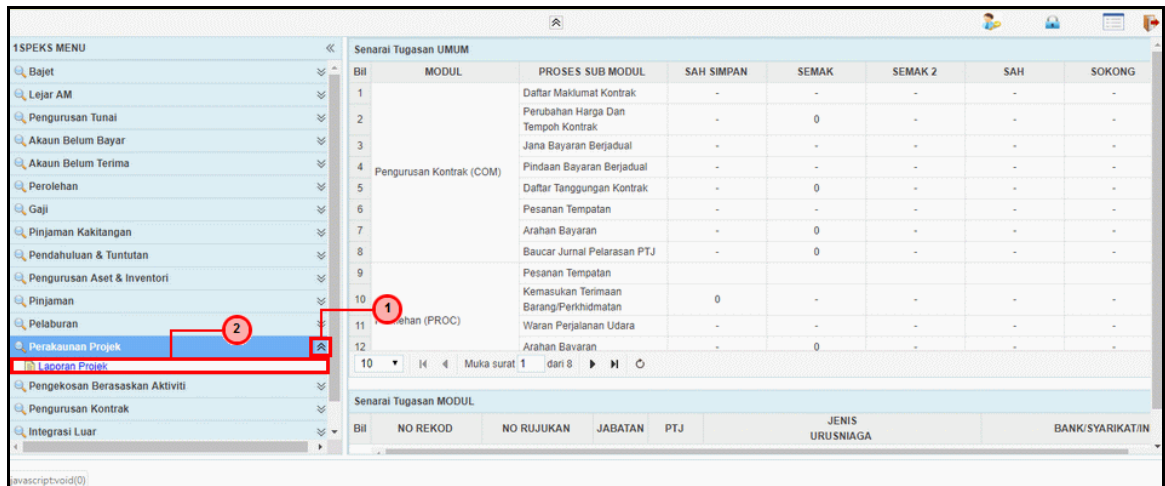 1SPEKS MENU
Bajet
Lejar AM
Pengurusan Tunai
Akaun Belum Bayar
Akaun Belum Terima
Perolehan
Gaji
Pinjaman Kakitangan
Pendahuluan & Tuntutan
Pengurusan Aset & Inventori
Pinjaman
Pelaburan
Perakaunan Projek
Laporan Projek
Pengekosan Berasaskan Aktiviti
Pengurusan Kontrak
Integrasi Luar
1
2
Senarai Tugasan UMUM
Bil MODUL PROSES SUB MODUL SAH SIMPAN SEMAK SEMAK 2 SAH SOKONG
1 Daftar Maklumat Kontrak - - - - -
2 Perubahan Harga Dan
Tempoh Kontrak - 0 - - -
3 Jana Bayaran Berjadual - - - - -
4 Pengurusan Kontrak (COM) Pindaan Bayaran Berjadual - - - - -
5 Daftar Tanggungan Kontrak - 0 - - -
6 Pesanan Tempatan - - - - -
7 Arahan Bayaran - 0 - - -
8 Baucar Jurnal Pelarasan PTJ - 0 - - -
9 Pesanan Tempatan
10 Kemasukan Terimaan
Barang/Perkhidmatan 0 - - - -
11 (PROC) Waran Perjalanan Udara - - - - -
12 Arahan Bayaran - 0 - - -
10 Muka surat 1 dari 8
Senarai Tugasan MODUL
Bil NO REKOD NO RUJUKAN JABATAN PTJ JENIS
URUSNIAGA BANK/SYARIKAT/IN
javascript:void(0)